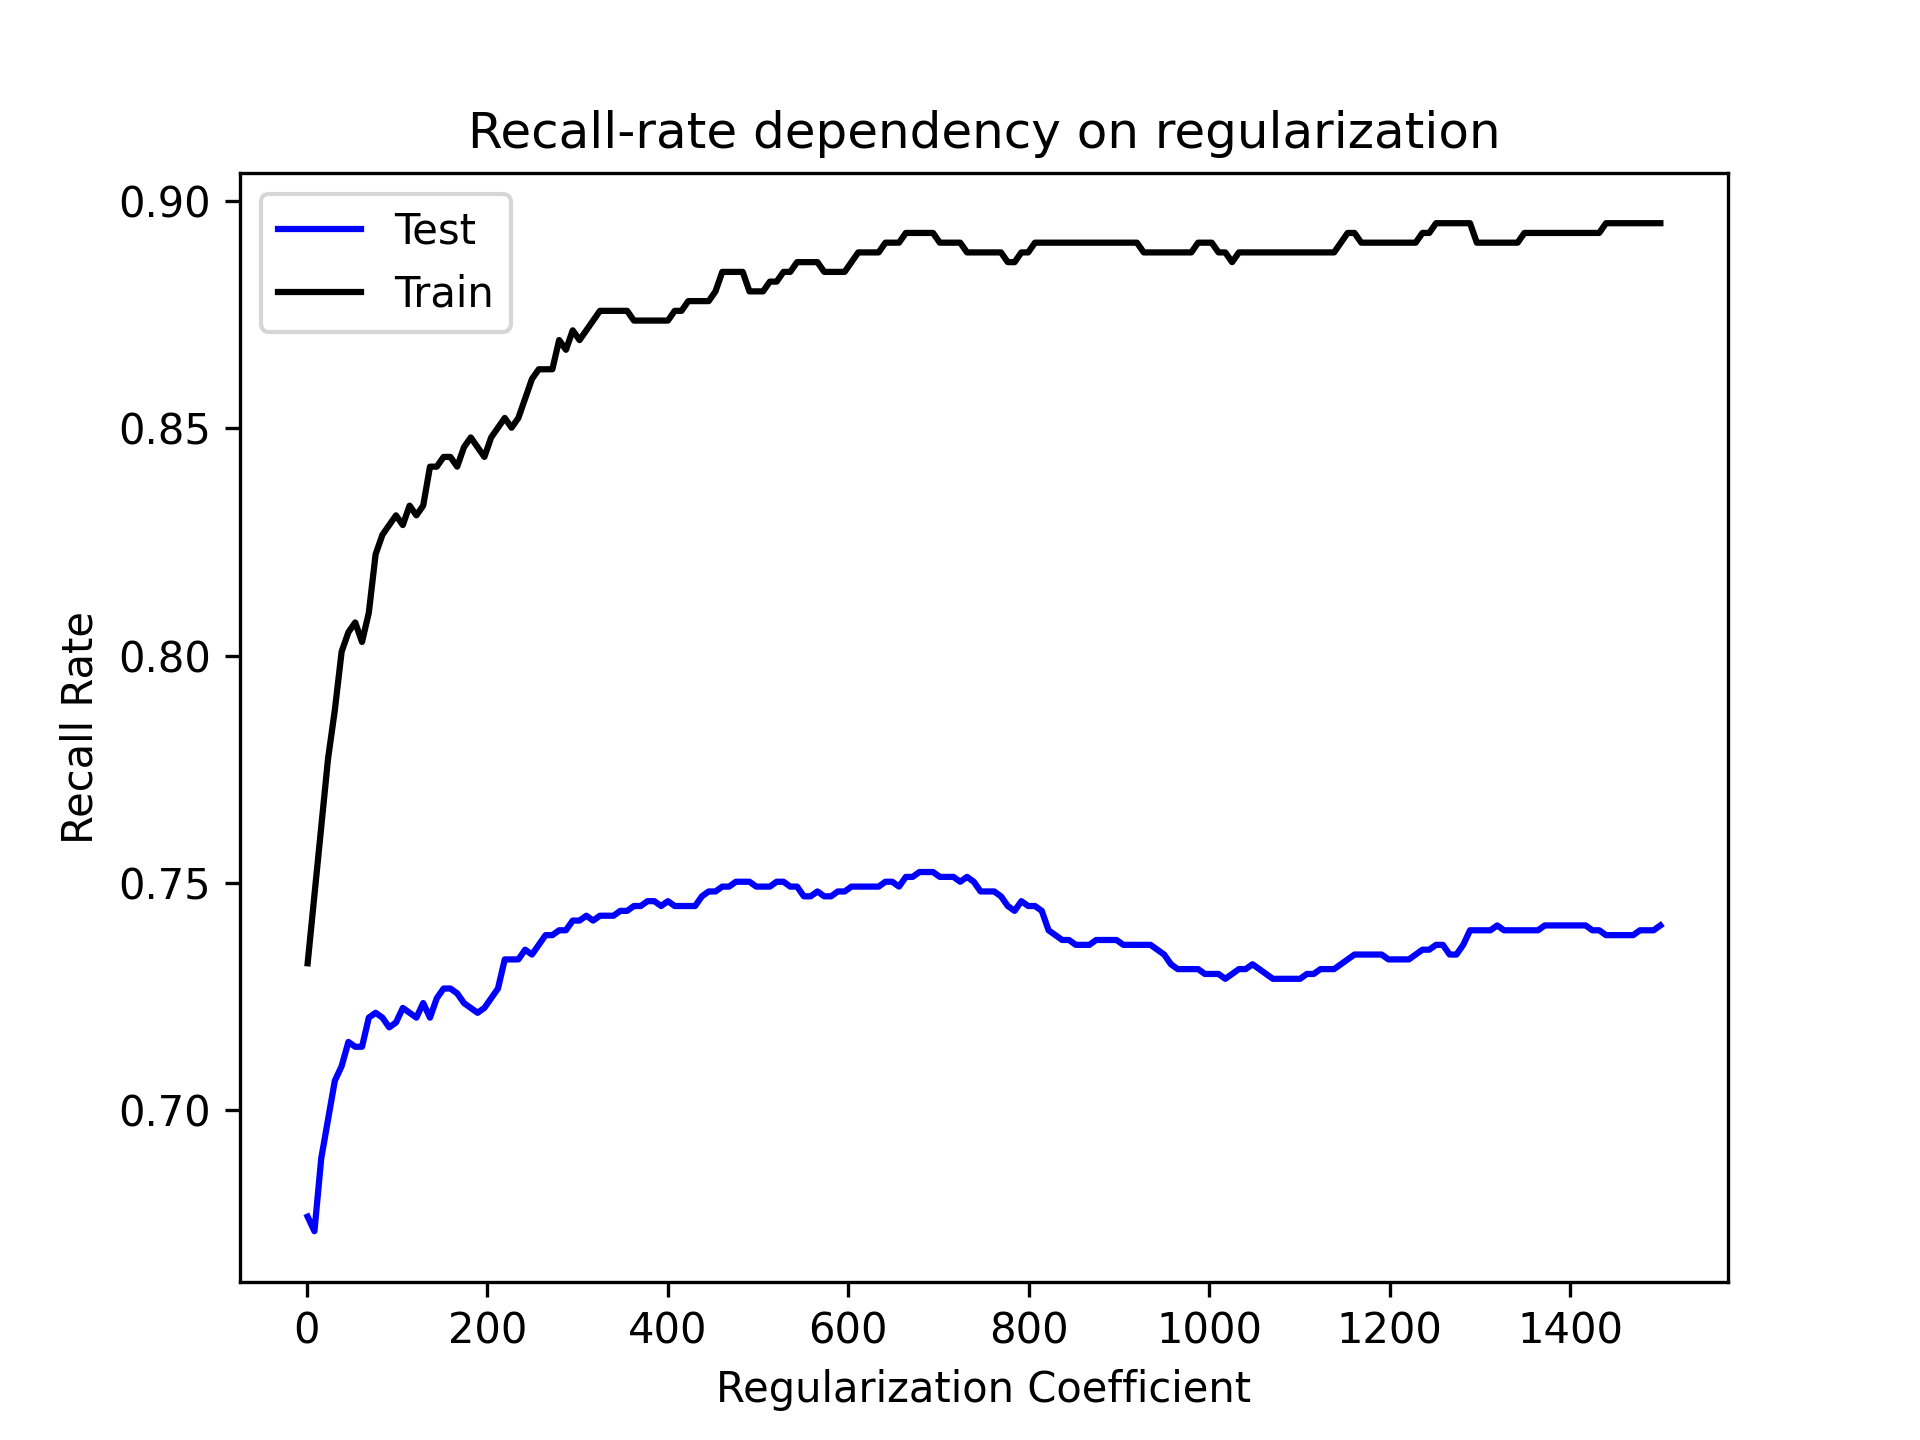 Recall-rate dependency on regularization
Test
Train
0.90
0.85
0.80
0.75
0.70
Recall Rate
0 200 400 600 800 1000 1200 1400
Regularization Coefficient